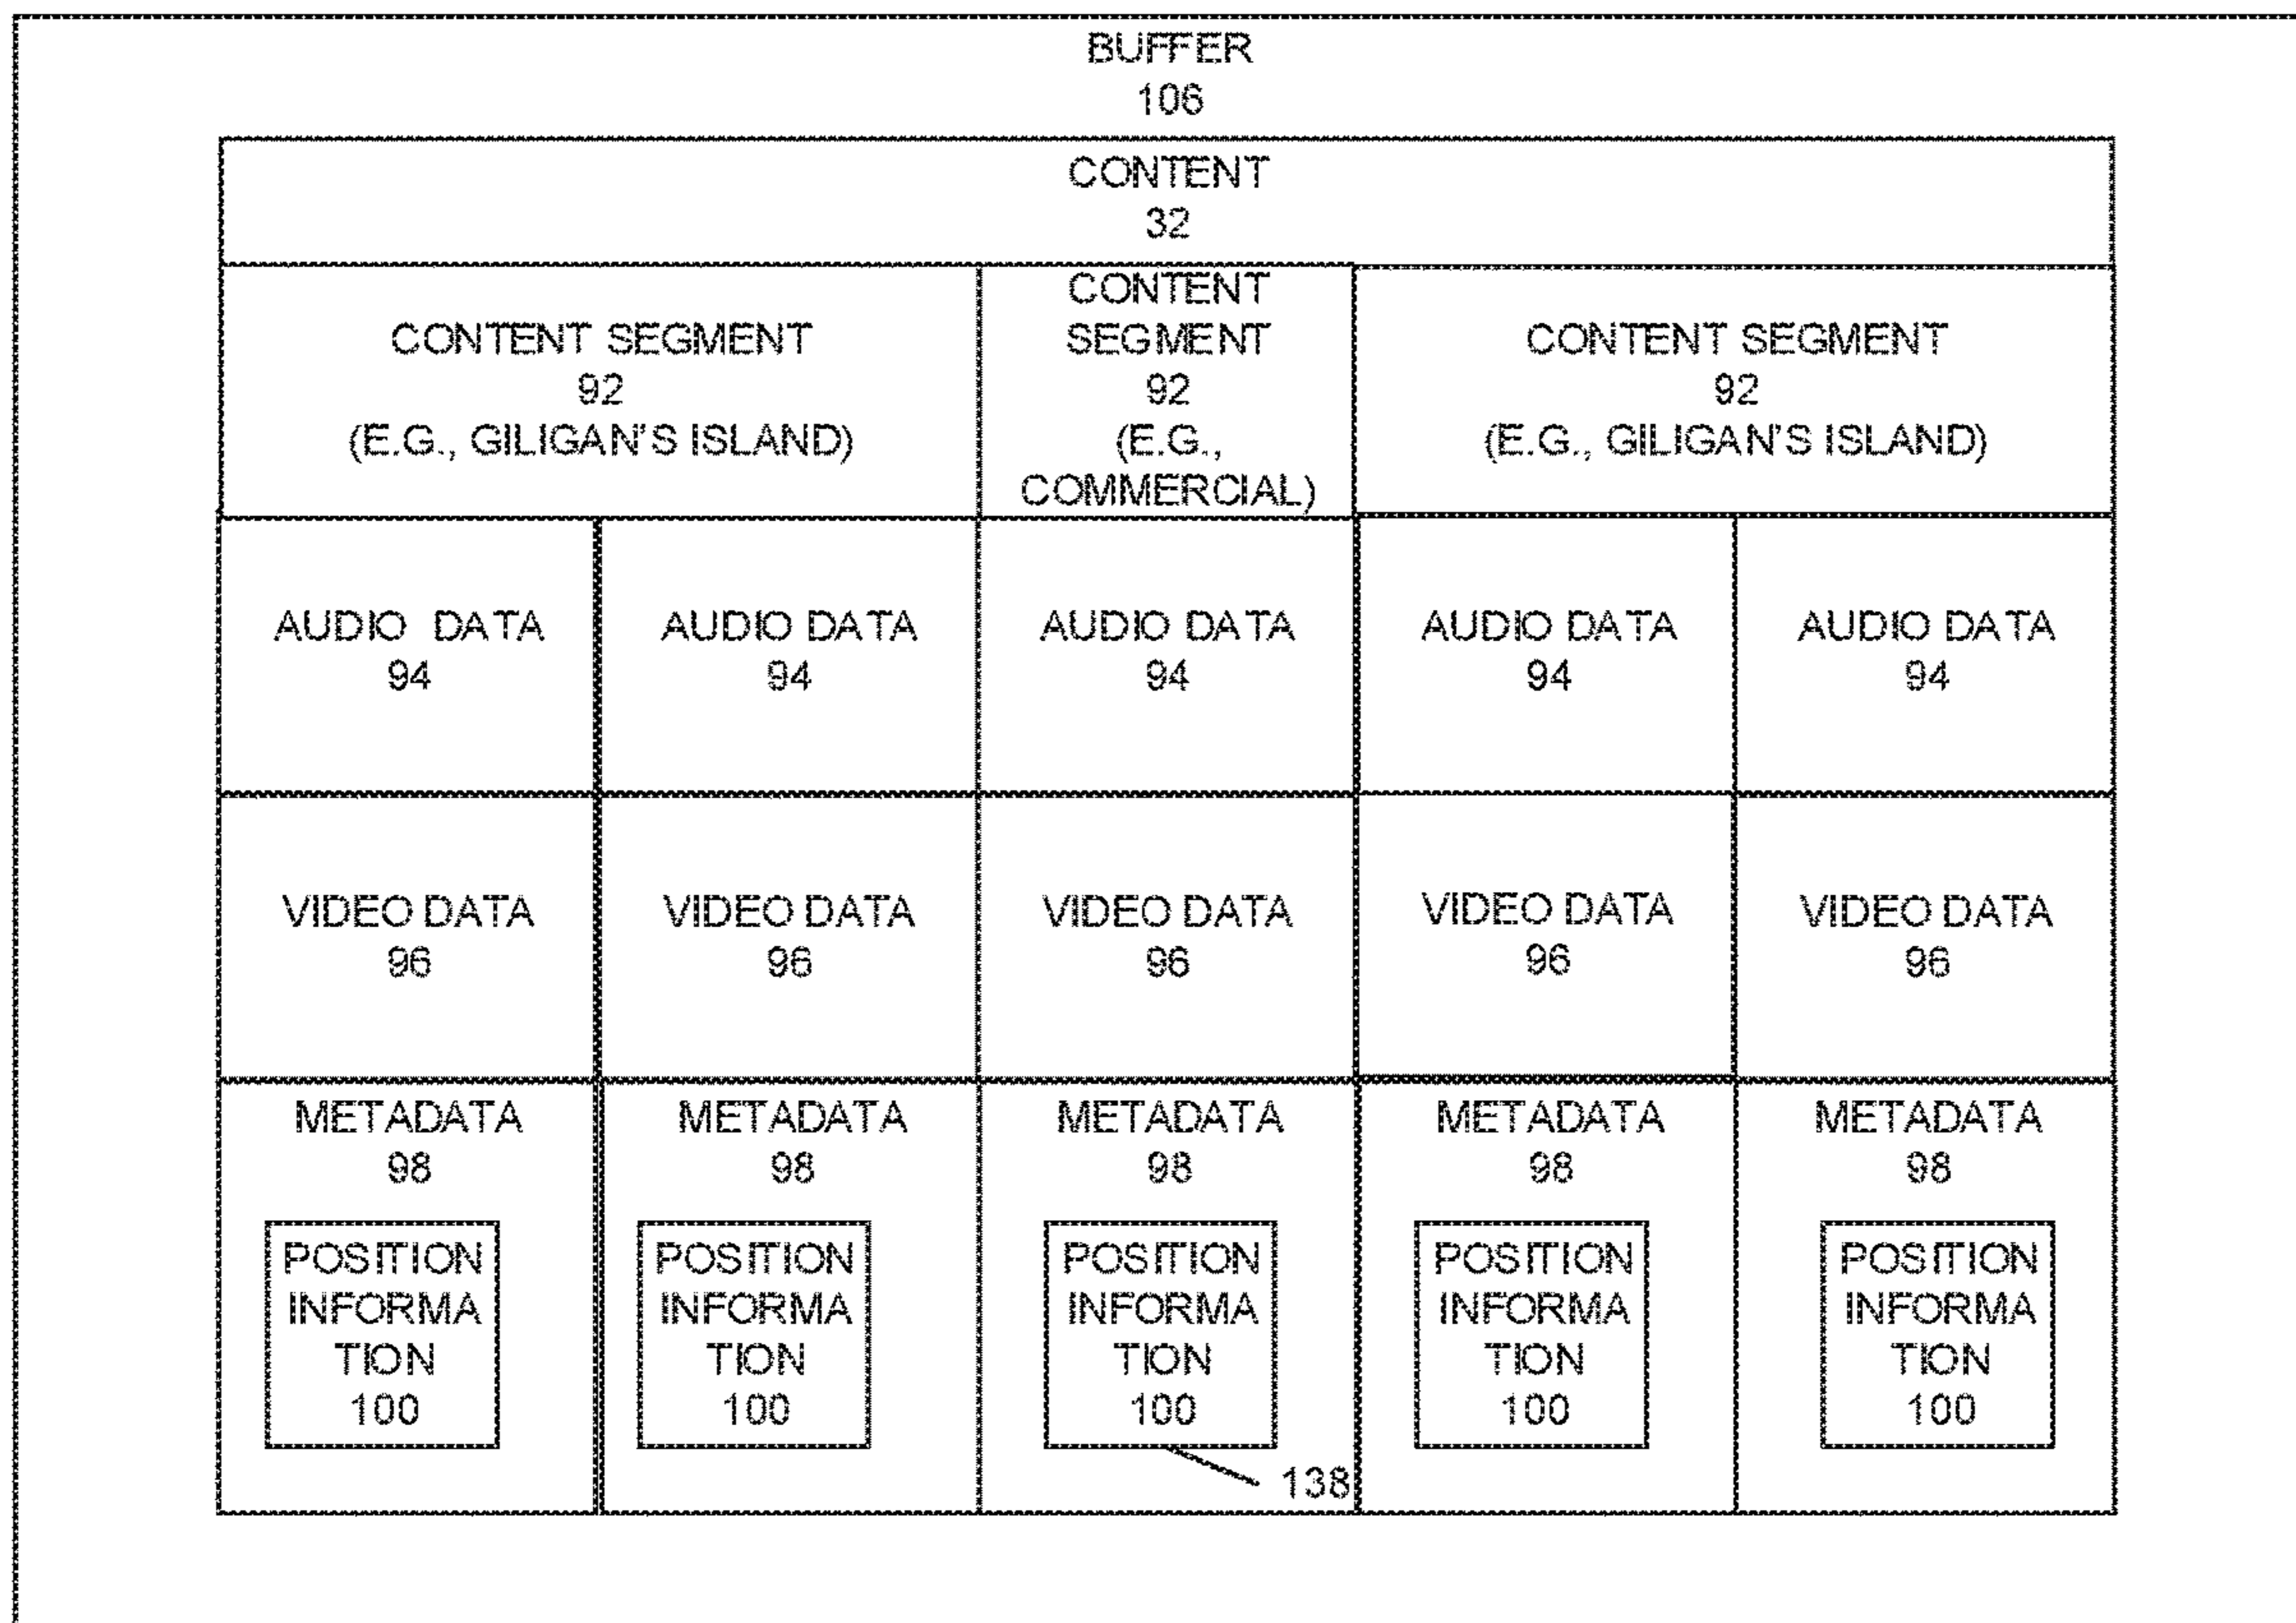 BUFFER
106
CONTENT
32
CONTENT SEGMENT
92
(E.G., GILIGAN'S ISLAND)
CONTENT
SEGMENT
92
(E.G.,
COMMERCIAL)
CONTENT SEGMENT
92
(E.G., GILIGAN'S ISLAND)
AUDIO DATA
94
AUDIO DATA
94
AUDIO DATA
94
AUDIO DATA
94
AUDIO DATA
94
VIDEO DATA
96
VIDEO DATA
96
VIDEO DATA
96
VIDEO DATA
96
VIDEO DATA
96
METADATA
98
POSITION
INFORMA
TION
100
METADATA
98
POSITION
INFORMA
TION
100
METADATA
98
POSITION
INFORMA
TION
100
138
METADATA
98
POSITION
INFORMA
TION
100
METADATA
98
POSITION
INFORMA
TION
100